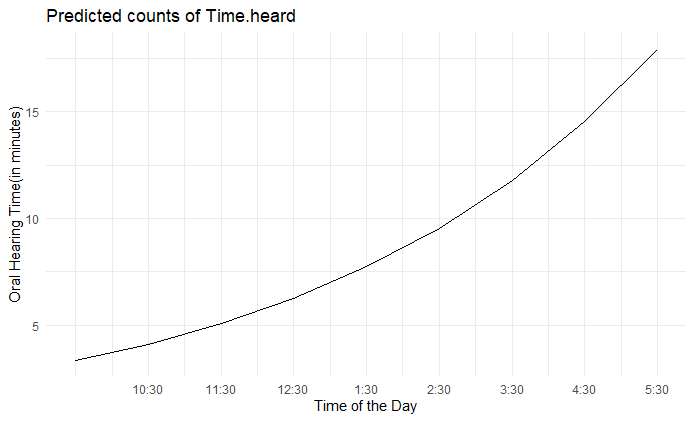 Predicted counts of Time.heard
Oral Hearing Time(in minutes)
15
10
5
10:30 11:30 12:30 1:30 2:30 3:30 4:30 5:30
Time of the Day